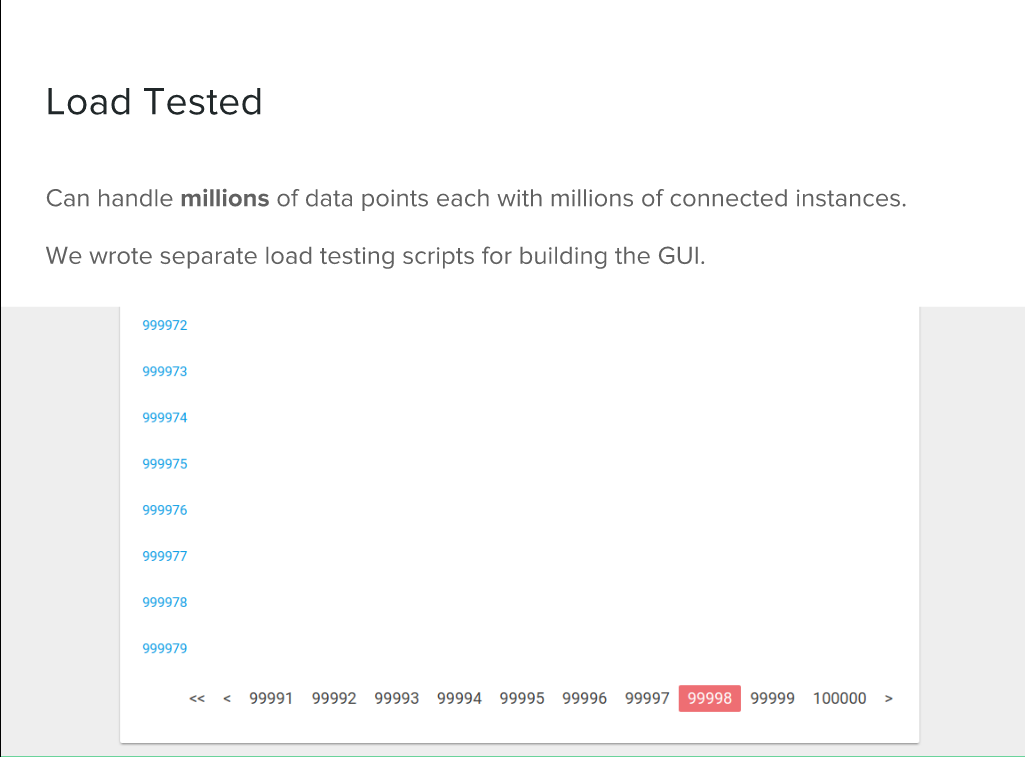 Load Tested
Can handle millions of data points each with millions of connected instances.
We wrote separate load testing scripts for building the GUI.
999972
999973
999974
999975
999976
999977
999978
999979
<< < 99991 99992 99993 99994 99995 99996 99997 99998 99999 100000 >